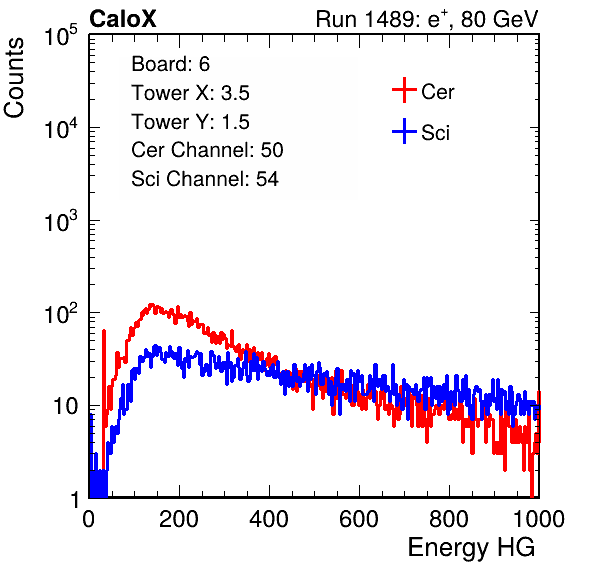 CaloX Run 1489: e⁺, 80 GeV
Counts
10⁵
10⁴
10³
10²
10
1
Board: 6
Tower X: 3.5
Tower Y: 1.5
Cer Channel: 50
Sci Channel: 54
Cer
Sci
0 200 400 600 800 1000
Energy HG